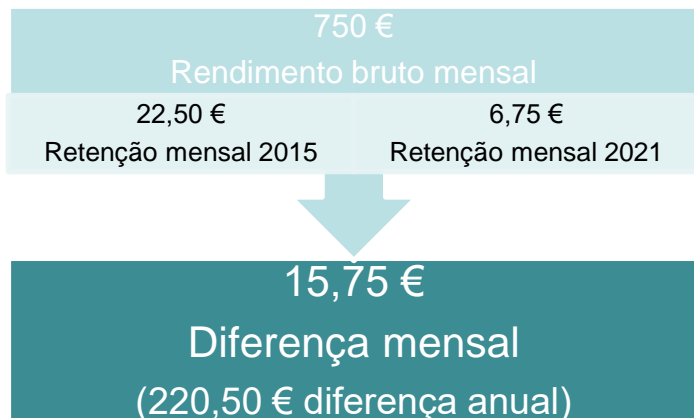 750 €
Rendimento bruto mensal
22,50 €
Retenção mensal 2015
6,75 €
Retenção mensal 2021
15,75 €
Diferença mensal
(220,50 € diferença anual)